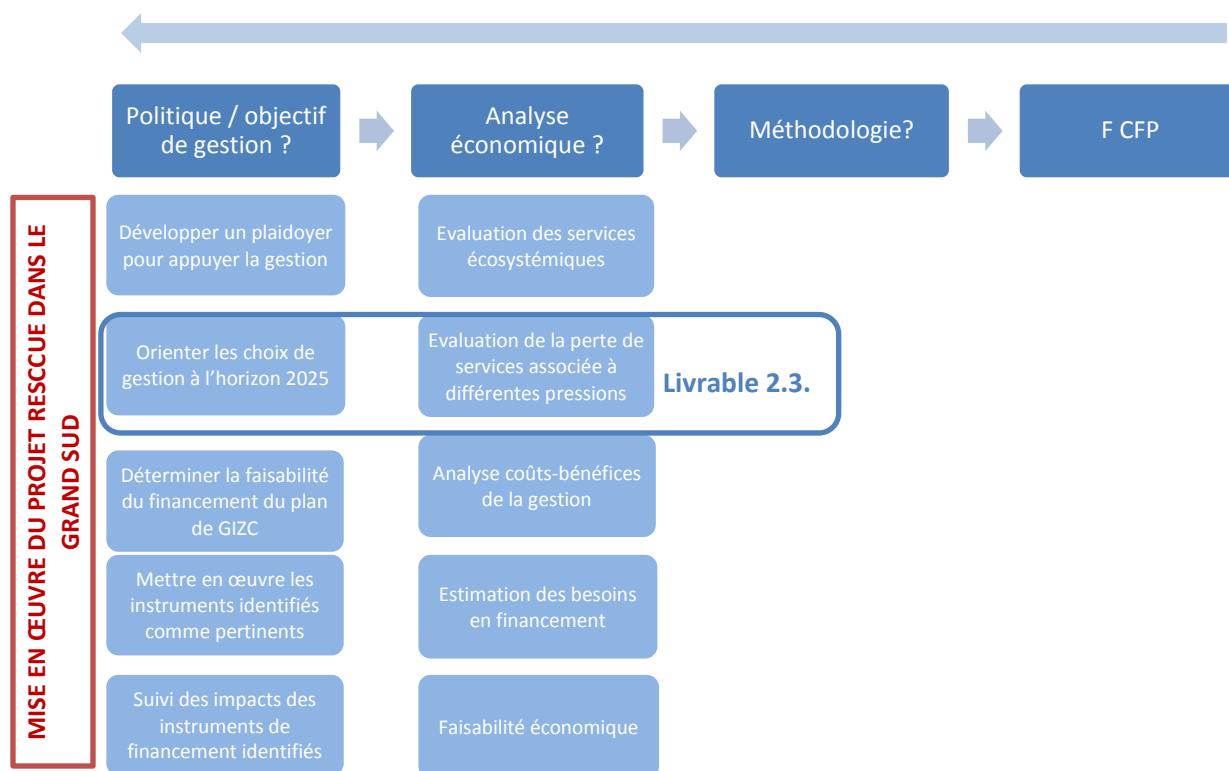 Politique / objectif
de gestion ?
Analyse
économique ?
Méthodologie?
F CFP
MISE EN ŒUVRE DU PROJET RESCCUE DANS LE
GRAND SUD
Développer un plaidoyer
pour appuyer la gestion
Evaluation des services
écosystémiques
Orienter les choix de
gestion à l'horizon 2025
Evaluation de la perte de
services associée à
différentes pressions
Livrable 2.3.
Déterminer la faisabilité
du financement du plan
de GIZC
Analyse coûts-bénéfices
de la gestion
Mettre en œuvre les
instruments identifiés
comme pertinents
Estimation des besoins
en financement
Suivi des impacts des
instruments de
financement identifiés
Faisabilité économique